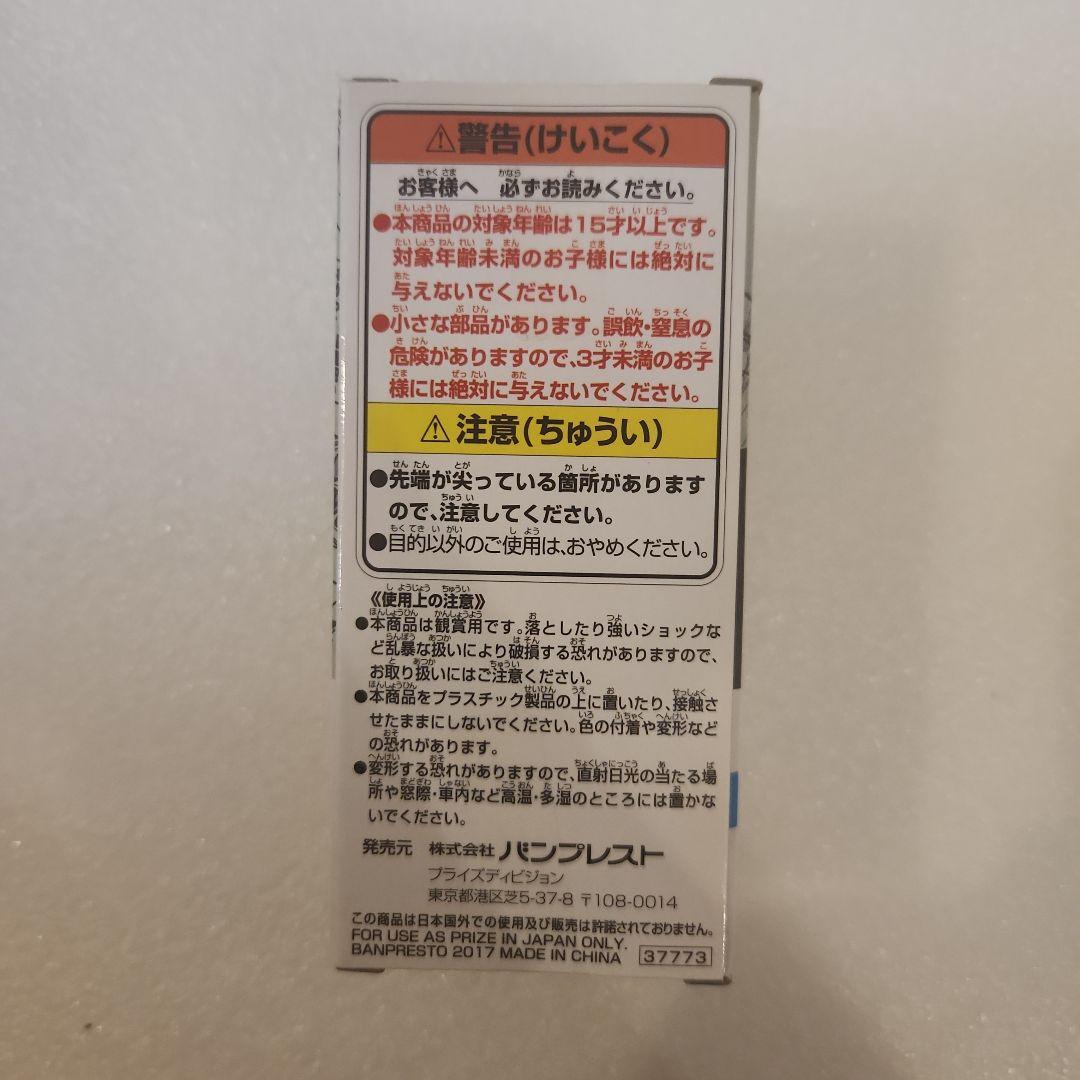 ⚠警告(けいこく)
お客様へ 必ずお読みください。
●本商品の対象年齢は15才以上です。
対象年齢未満のお子様には絶対に
与えないでください。
●小さな部品があります。誤飲・窒息の
危険がありますので、3才未満のお子
様には絶対に与えないでください。
⚠注意(ちゅうい)
●先端が尖っている箇所があります
ので、注意してください。
●目的以外のご使用は、おやめください。
《使用上の注意》
●本商品は観賞用です。落としたり強いショックな
ど乱暴な扱いにより破損する恐れがありますので、
お取り扱いにはご注意ください。
●本商品をプラスチック製品の上に置いたり、接触さ
せたままにしないでください。色の付着や変形など
の恐れがあります。
●変形する恐れがありますので、直射日光の当たる場
所や窓際・車内など高温・多湿のところには置かな
いでください。
発売元 株式会社 バンプレスト
プライズディビジョン
東京都港区芝5-37-8 〒108-0014
この商品は日本国外での使用及び販売は許諾されておりません。
FOR USE AS PRIZE IN JAPAN ONLY.
BANPRESTO 2017 MADE IN CHINA 37773